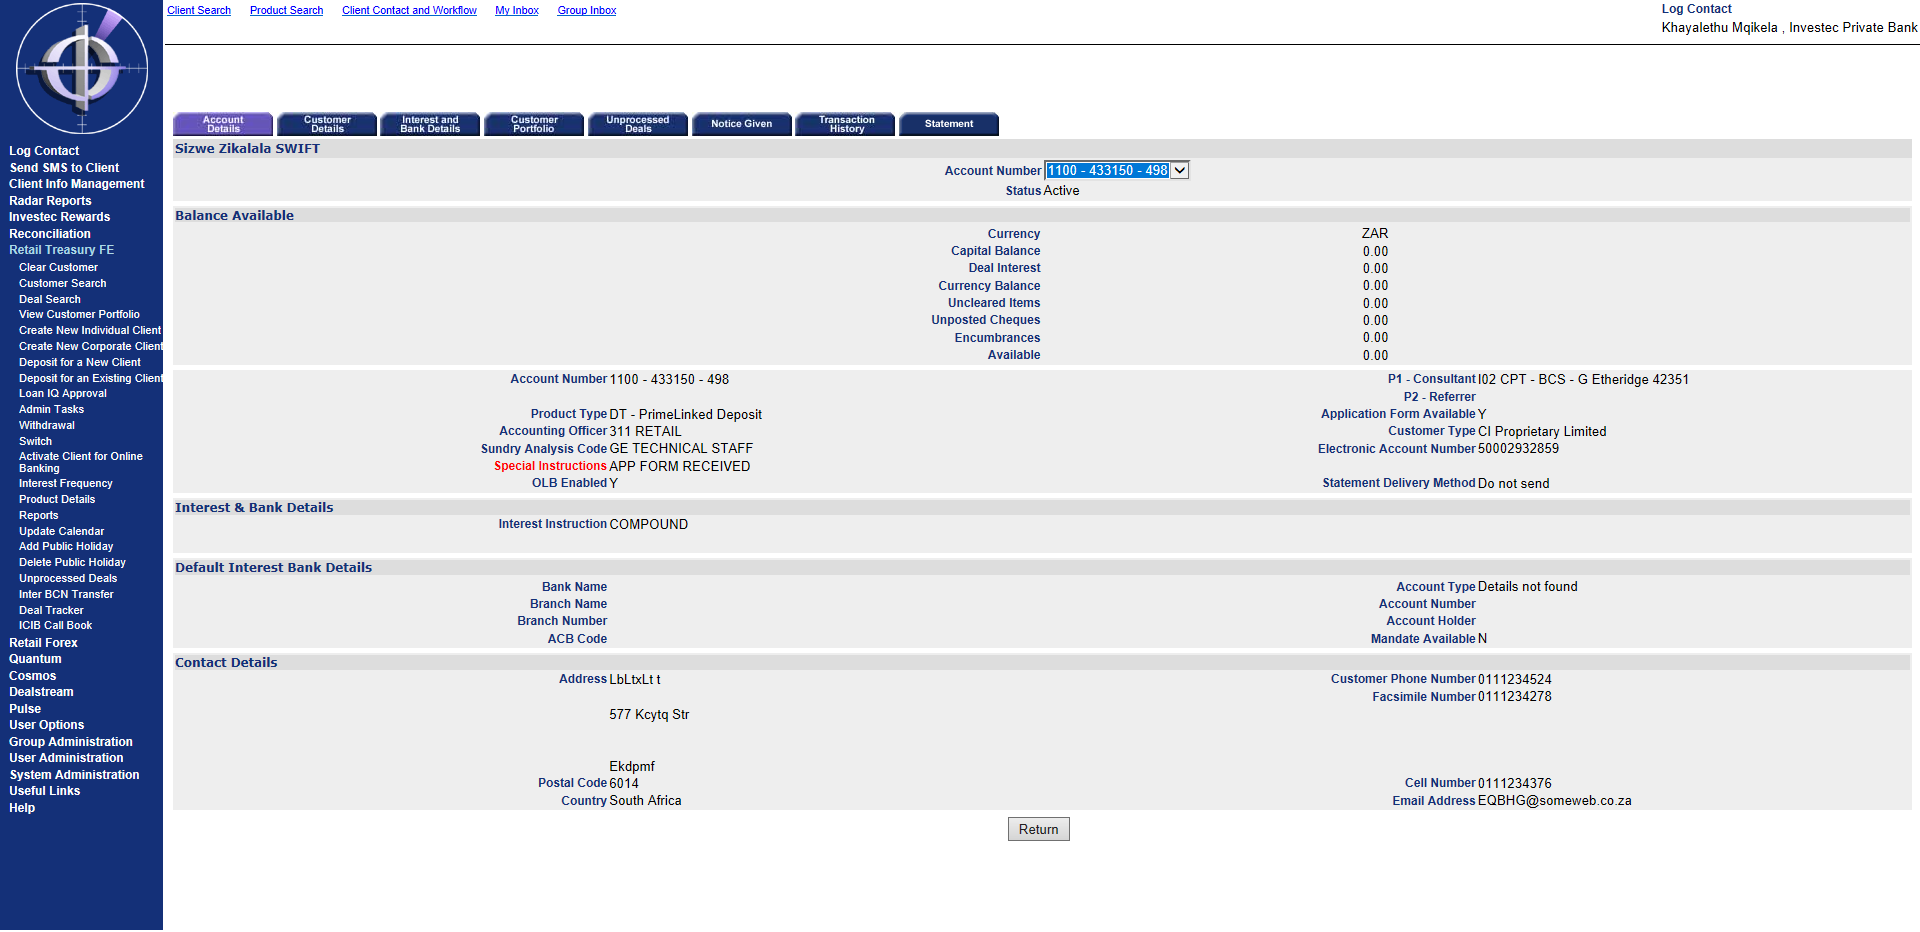 Client Search Product Search Client Contact and Workflow My Inbox Group Inbox
Log Contact
Khayalethu Mqikela , Investec Private Bank
Log Contact
Send SMS to Client
Client Info Management
Radar Reports
Investec Rewards
Reconciliation
Retail Treasury FE
Clear Customer
Customer Search
Deal Search
View Customer Portfolio
Create New Individual Client
Create New Corporate Client
Deposit for a New Client
Deposit for an Existing Client
Loan IQ Approval
Admin Tasks
Withdrawal
Switch
Activate Client for Online
Banking
Interest Frequency
Product Details
Reports
Update Calendar
Add Public Holiday
Delete Public Holiday
Unprocessed Deals
Inter BCN Transfer
Deal Tracker
ICIB Call Book
Retail Forex
Quantum
Cosmos
Dealstream
Pulse
User Options
Group Administration
User Administration
System Administration
Useful Links
Help
Account Details
Customer Details
Interest and Bank Details
Customer Portfolio
Unprocessed Deals
Notice Given
Transaction History
Statement
Sizwe Zikalala SWIFT
Account Number 1100 - 433150 - 498
Status Active
Balance Available
Currency ZAR
Capital Balance 0.00
Deal Interest 0.00
Currency Balance 0.00
Uncleared Items 0.00
Unposted Cheques 0.00
Encumbrances 0.00
Available 0.00
Account Number 1100 - 433150 - 498 P1 - Consultant I02 CPT - BCS - G Etheridge 42351
P2 - Referrer
Product Type DT - PrimeLinked Deposit Application Form Available Y
Accounting Officer 311 RETAIL Customer Type CI Proprietary Limited
Sundry Analysis Code GE TECHNICAL STAFF Electronic Account Number 50002932859
Special Instructions APP FORM RECEIVED
OLB Enabled Y Statement Delivery Method Do not send
Interest & Bank Details
Interest Instruction COMPOUND
Default Interest Bank Details
Bank Name Account Type Details not found
Branch Name Account Number
Branch Number Account Holder
ACB Code Mandate Available N
Contact Details
Address LbLtxLt t Customer Phone Number 0111234524
Facsimile Number 0111234278
577 Kcytq Str
Ekdpmf
Postal Code 6014 Cell Number 0111234376
Country South Africa Email Address EQBHG@someweb.co.za
Return